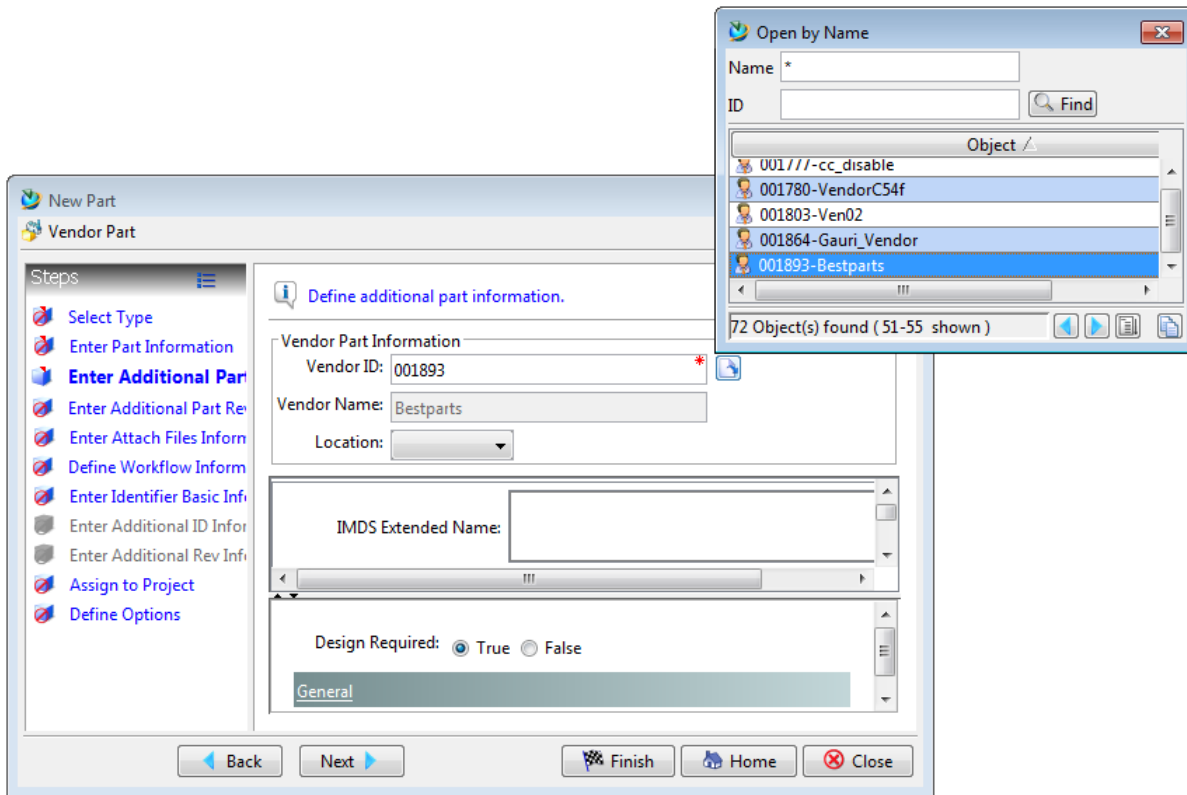 Open by Name
Name *
ID
Find
Object
001777-cc_disable
001780-VendorC54f
001803-Ven02
001864-Gauri_Vendor
001893-Bestparts
72 Object(s) found ( 51-55 shown )
New Part
Vendor Part
Steps
Select Type
Enter Part Information
Enter Additional Part
Enter Additional Part Re
Enter Attach Files Inform
Define Workflow Inform
Enter Identifier Basic Inf
Enter Additional ID Infor
Enter Additional Rev Inf
Assign to Project
Define Options
Define additional part information.
Vendor Part Information
Vendor ID: 001893 *
Vendor Name: Bestparts
Location:
IMDS Extended Name:
Design Required: True False
General
Back
Next
Finish
Home
Close